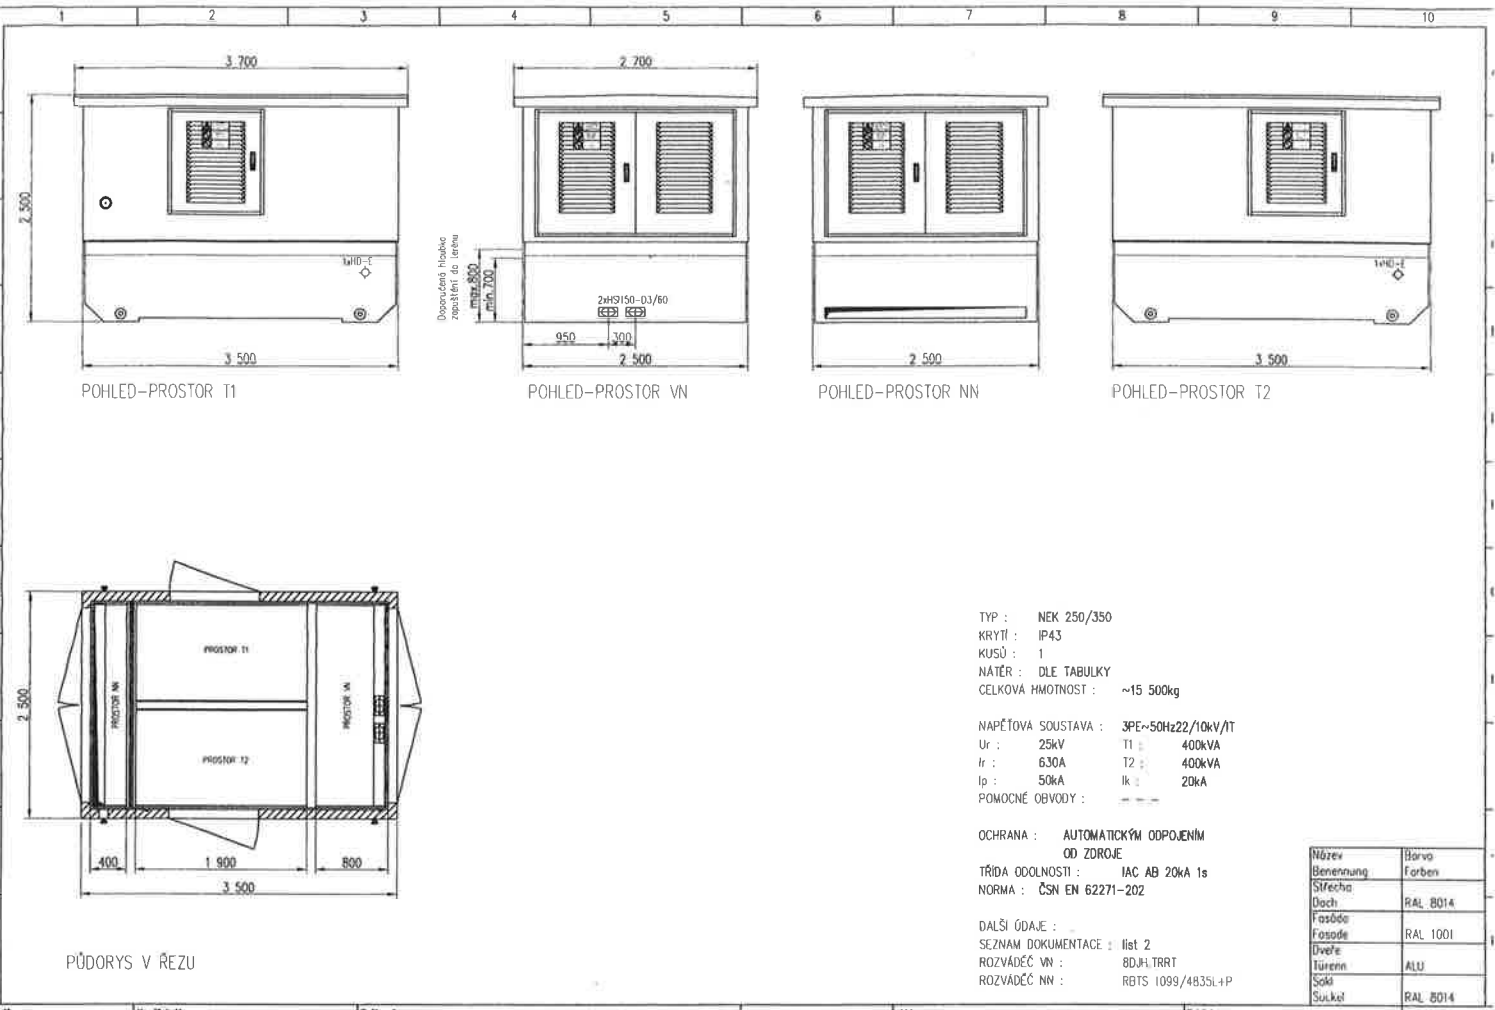 1 2 3 4 5 6 7 8 9 10
3 700
2 700
2 500
1xHD-E
3 500
POHLED-PROSTOR T1
Doporučená hloubka
zapuštění do terénu
max.800
min.700
2xHSI150-D3/60
950
300
2 500
POHLED-PROSTOR VN
2 500
POHLED-PROSTOR NN
1xHD-E
3 500
POHLED-PROSTOR T2
2 500
PROSTOR NN
PROSTOR T1
PROSTOR T2
PROSTOR VN
400
1 900
800
3 500
PŮDORYS V ŘEZU
TYP : NEK 250/350
KRYTÍ : IP43
KUSŮ : 1
NÁTĚR : DLE TABULKY
CELKOVÁ HMOTNOST : ~15 500kg
NAPĚŤOVÁ SOUSTAVA : 3PE~50Hz22/10kV/IT
Ur : 25kV T1 : 400kVA
Ir : 630A T2 : 400kVA
Ip : 50kA Ik : 20kA
POMOCNÉ OBVODY : - - -
OCHRANA : AUTOMATICKÝM ODPOJENÍM
OD ZDROJE
TŘÍDA ODOLNOSTI : IAC AB 20kA 1s
NORMA : ČSN EN 62271-202
DALŠÍ ÚDAJE :
SEZNAM DOKUMENTACE : list 2
ROZVÁDĚČ VN : 8DJH TRRT
ROZVÁDĚČ NN : RBTS 1099/4835L+P
Název Barva
Benennung Farben
Střecha
Dach RAL 8014
Fasáda
Fasade RAL 1001
Dveře
Türenn ALU
Sokl
Suckel RAL 8014